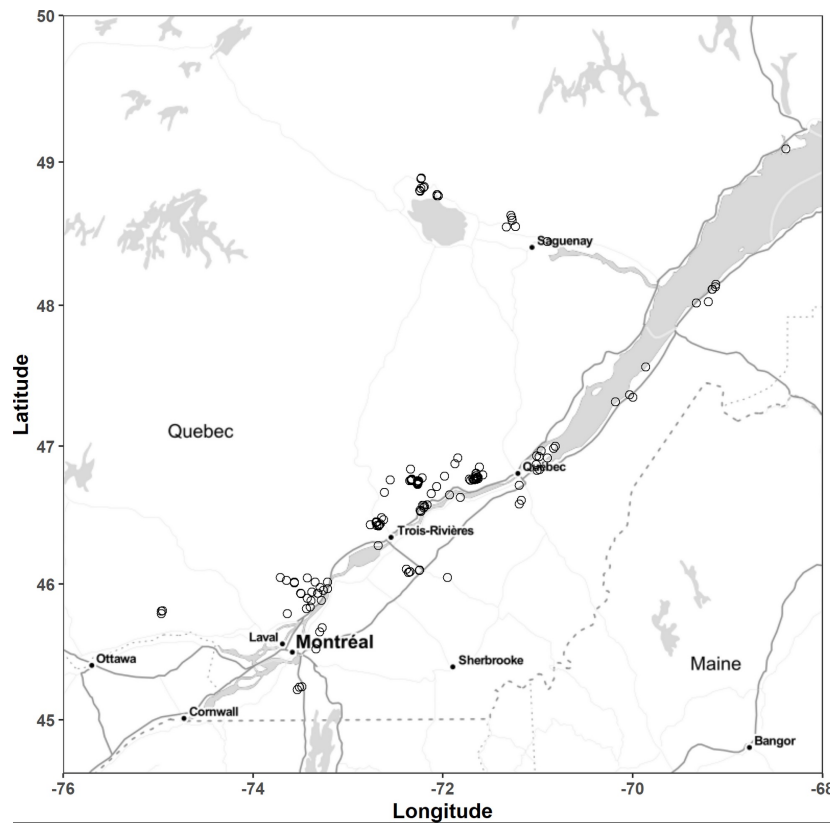 50
49
Saguenay
48
Latitude
47
Quebec
Quebec
Trois-Rivières
46
Laval
Montréal
Ottawa
Sherbrooke
Maine
Cornwall
45
Bangor
-76
-74
-72
-70
-68
Longitude